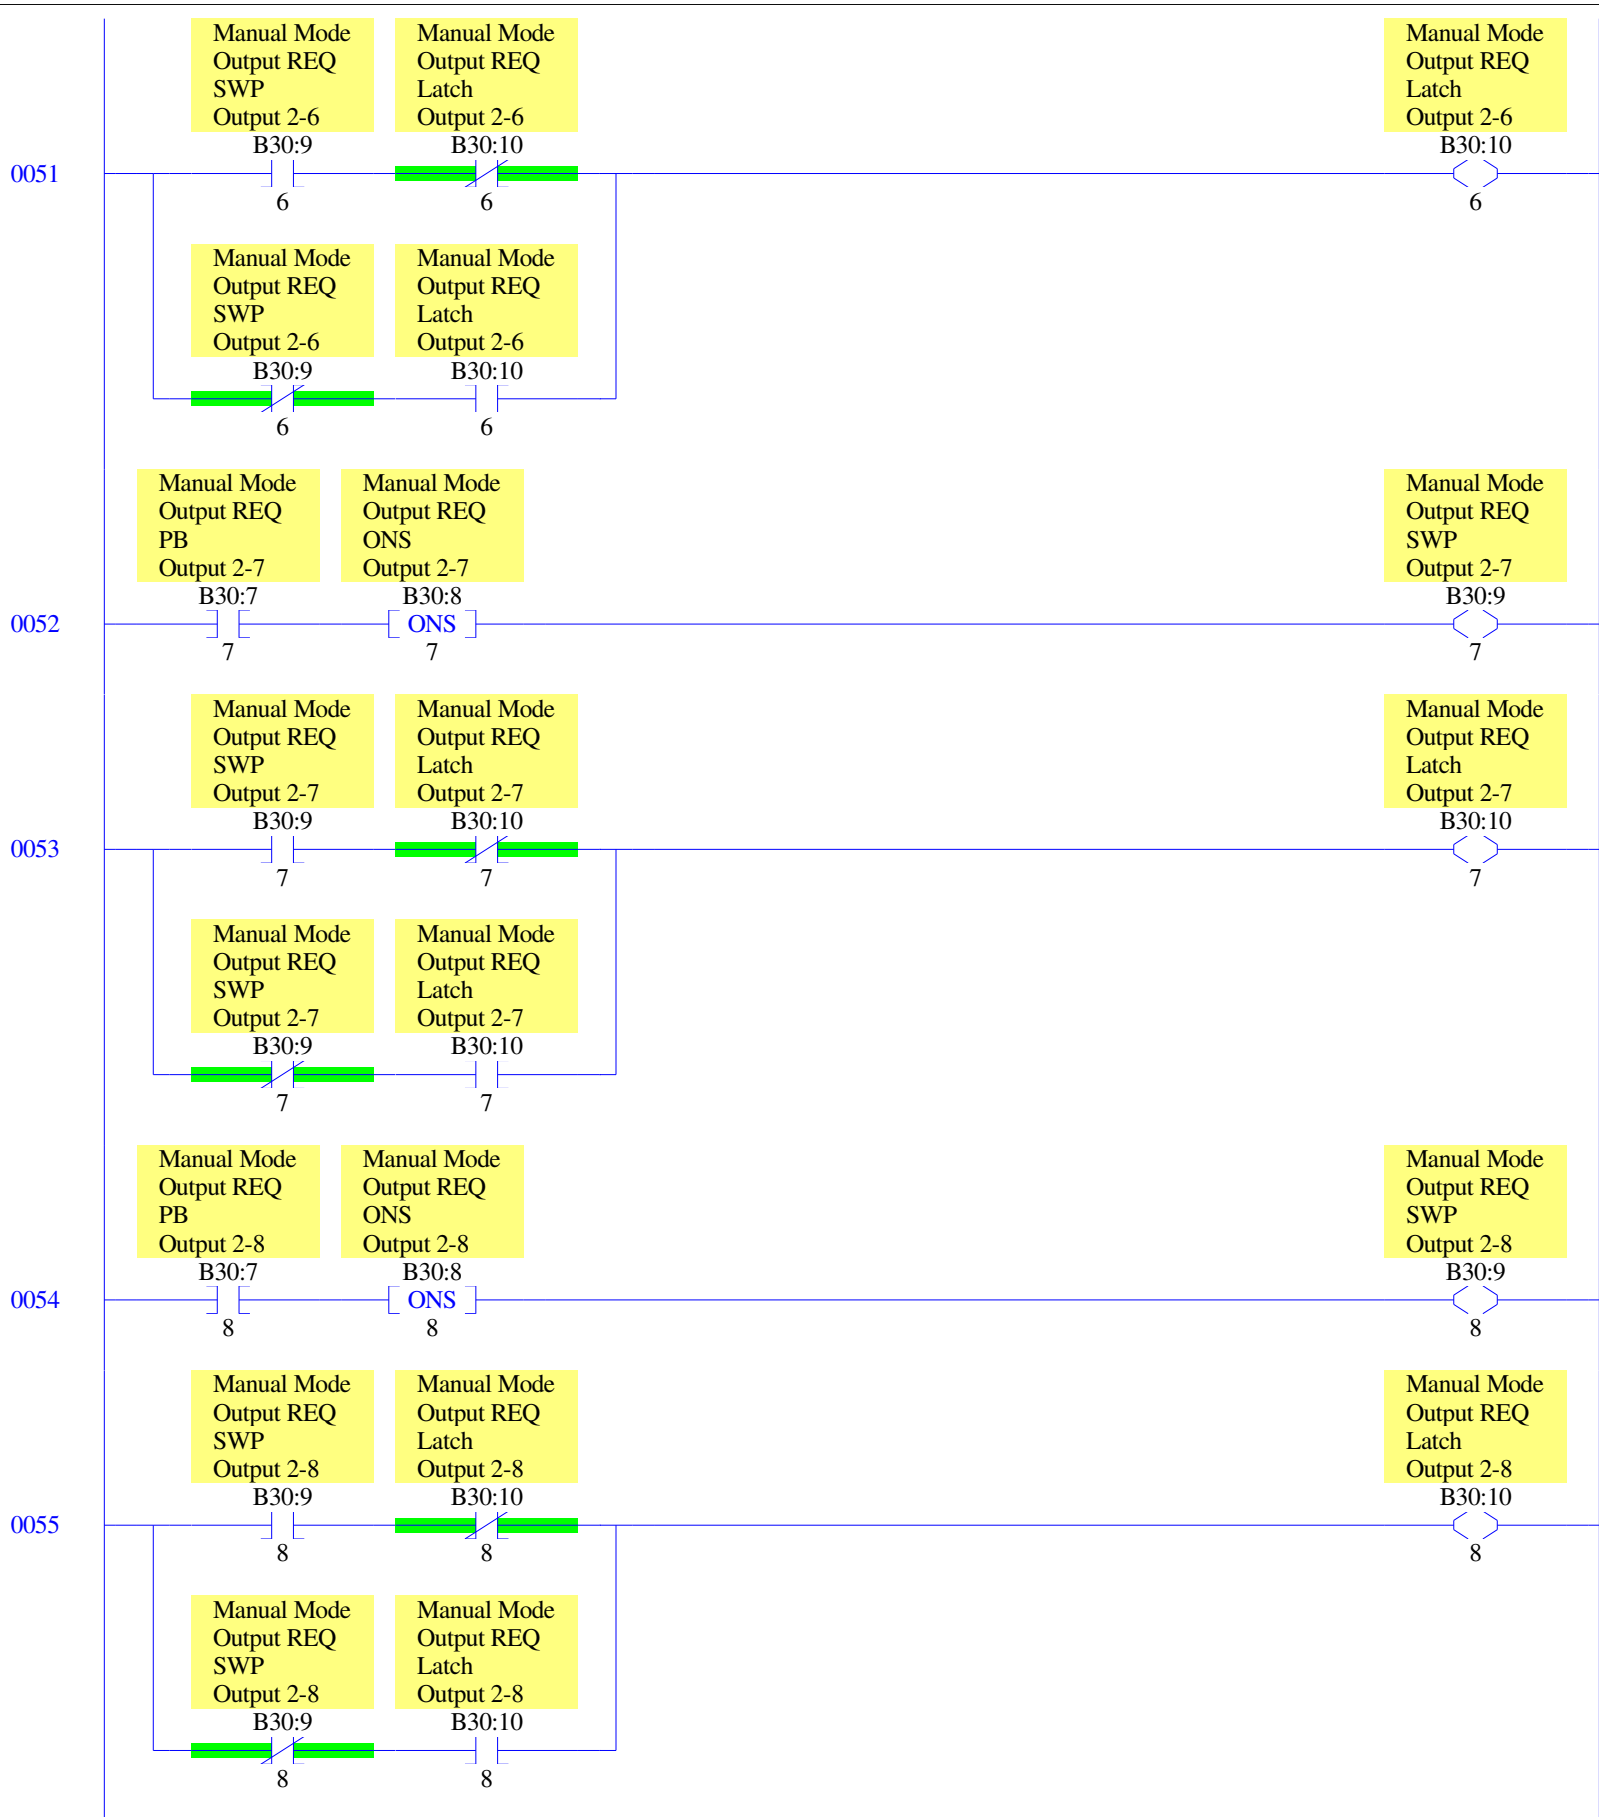 Manual Mode
Output REQ
SWP
Output 2-6
B30:9
6
Manual Mode
Output REQ
Latch
Output 2-6
B30:10
6
Manual Mode
Output REQ
Latch
Output 2-6
B30:10
6
0051
Manual Mode
Output REQ
SWP
Output 2-6
B30:9
6
Manual Mode
Output REQ
Latch
Output 2-6
B30:10
6
Manual Mode
Output REQ
PB
Output 2-7
B30:7
7
Manual Mode
Output REQ
ONS
Output 2-7
B30:8
ONS
7
Manual Mode
Output REQ
SWP
Output 2-7
B30:9
7
0052
Manual Mode
Output REQ
SWP
Output 2-7
B30:9
7
Manual Mode
Output REQ
Latch
Output 2-7
B30:10
7
Manual Mode
Output REQ
Latch
Output 2-7
B30:10
7
0053
Manual Mode
Output REQ
SWP
Output 2-7
B30:9
7
Manual Mode
Output REQ
Latch
Output 2-7
B30:10
7
Manual Mode
Output REQ
PB
Output 2-8
B30:7
8
Manual Mode
Output REQ
ONS
Output 2-8
B30:8
ONS
8
Manual Mode
Output REQ
SWP
Output 2-8
B30:9
8
0054
Manual Mode
Output REQ
SWP
Output 2-8
B30:9
8
Manual Mode
Output REQ
Latch
Output 2-8
B30:10
8
Manual Mode
Output REQ
Latch
Output 2-8
B30:10
8
0055
Manual Mode
Output REQ
SWP
Output 2-8
B30:9
8
Manual Mode
Output REQ
Latch
Output 2-8
B30:10
8